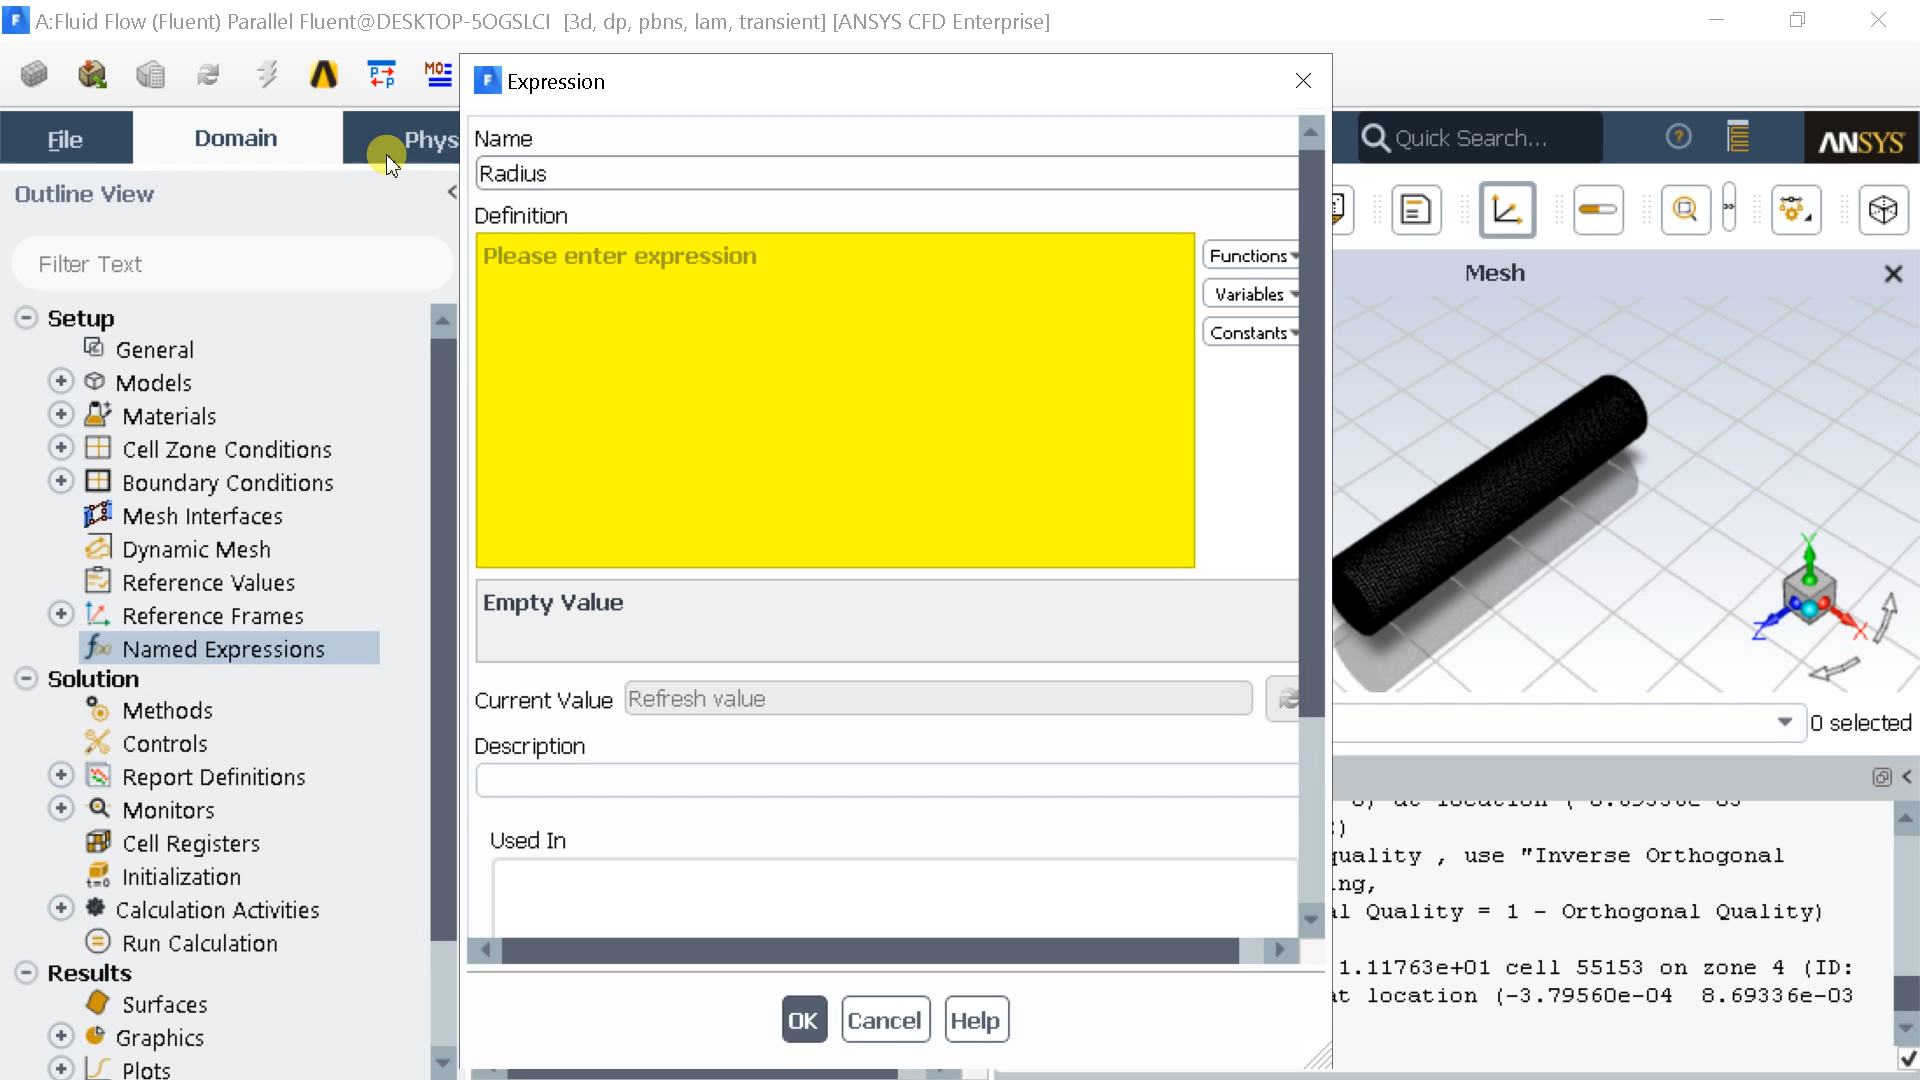 A:Fluid Flow (Fluent) Parallel Fluent@DESKTOP-5OGSLCI [3d, dp, pbns, lam, transient] [ANSYS CFD Enterprise]
Expression
File
Domain
Phys
Quick Search...
ANSYS
Outline View
Filter Text
Setup
General
Models
Materials
Cell Zone Conditions
Boundary Conditions
Mesh Interfaces
Dynamic Mesh
Reference Values
Reference Frames
Named Expressions
Solution
Methods
Controls
Report Definitions
Monitors
Cell Registers
Initialization
Calculation Activities
Run Calculation
Results
Surfaces
Graphics
Plots
Name
Radius
Definition
Please enter expression
Functions
Variables
Constants
Empty Value
Current Value
Refresh value
Description
Used In
OK
Cancel
Help
Mesh
Y
Z
X
0 selected
quality , use "Inverse Orthogonal
ng,
al Quality = 1 - Orthogonal Quality)
1.11763e+01 cell 55153 on zone 4 (ID:
at location (-3.79560e-04 8.69336e-03